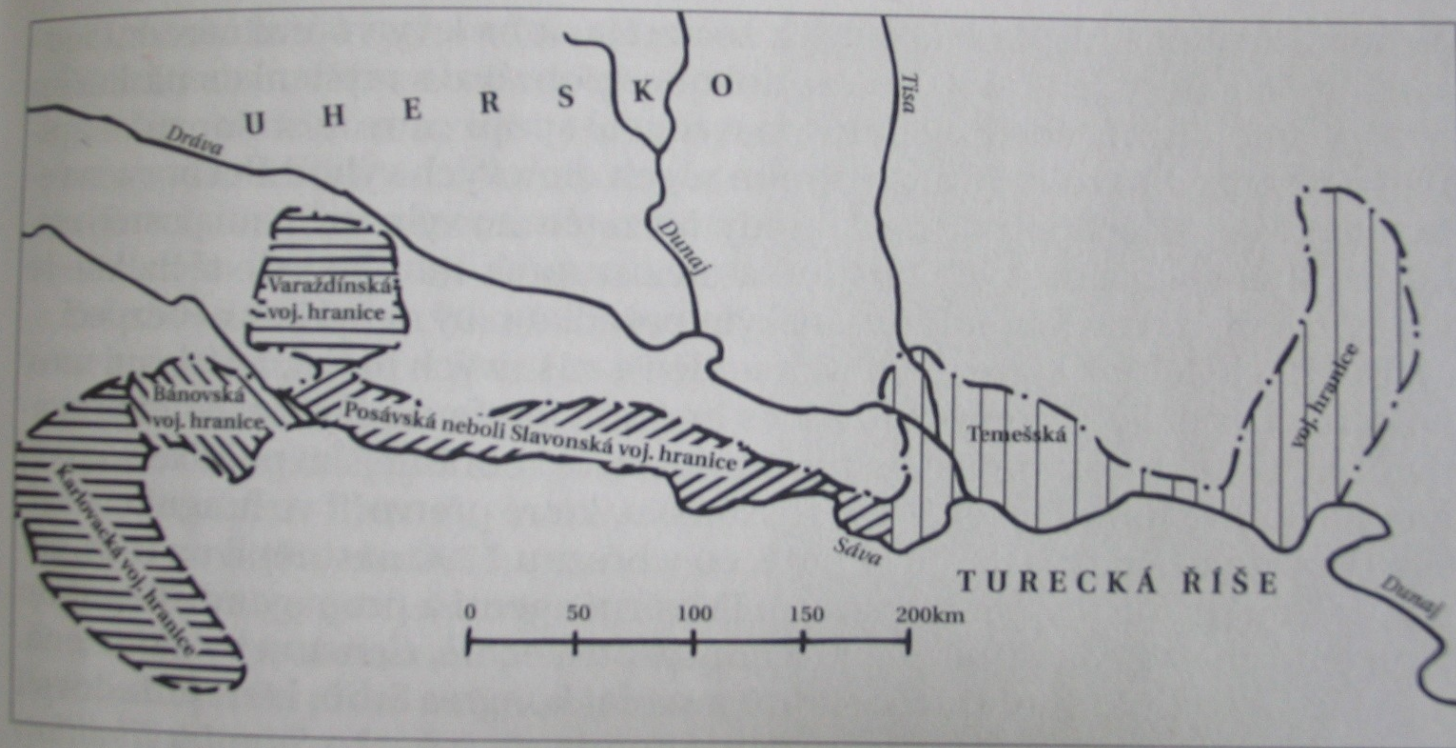 UHERSKO
Tisa
Dráva
Dunaj
Varaždínská
voj. hranice
Bánovská
voj. hranice
Posávská neboli Slavonská voj. hranice
Temešská
voj. hranice
Karlovacká voj. hranice
Sáva
TURECKÁ ŘÍŠE
Dunaj
0 50 100 150 200km